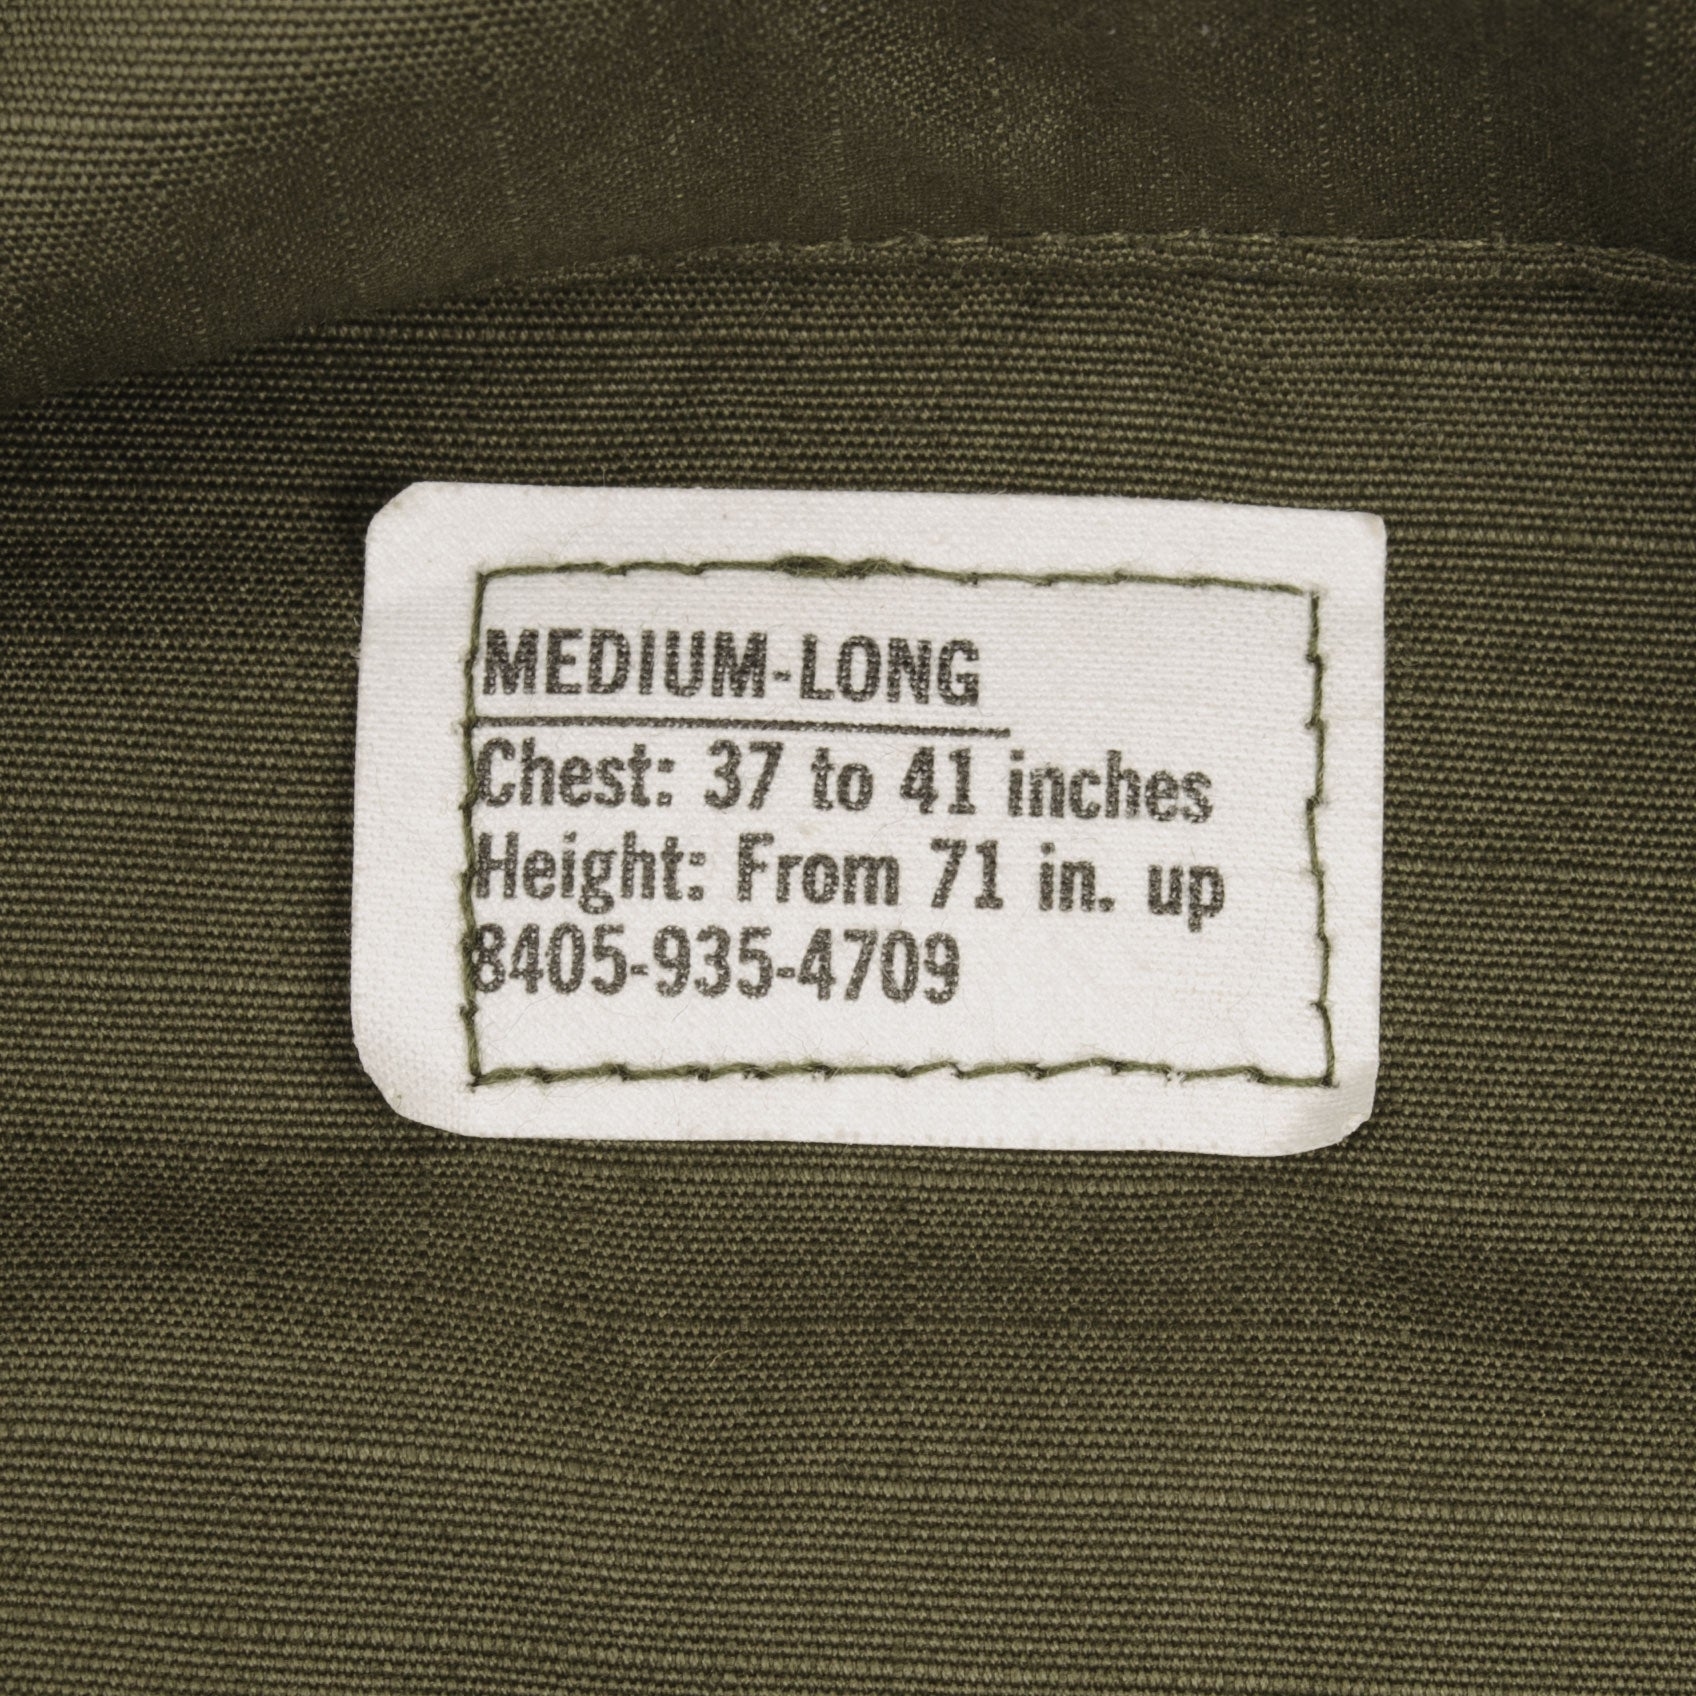 MEDIUM-LONG
Chest: 37 to 41 inches
Height: From 71 in. up
8405-935-4709